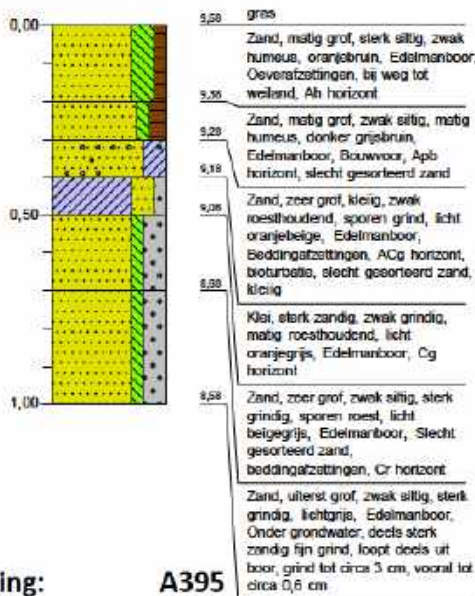 0,00
9,58
gras
Zand, matig grof, sterk siltig, zwak
humeus, oranjebruin, Edelmanboor,
Oeverafzettingen, bij weg tot
weiland, Ah horizont
9,38
Zand, matig grof, zwak siltig, matig
humeus, donker grijsbruin,
Edelmanboor, Bouwvoor, Apb
horizont, slecht gesorteerd zand
9,28
9,18
Zand, zeer grof, kleiig, zwak
roesthoudend, sporen grind, licht
oranjebeige, Edelmanboor,
Beddingafzettingen, ACg horizont,
bioturbatie, slecht gesorteerd zand,
kleiig
0,50
9,08
Klei, sterk zandig, zwak grindig,
matig roesthoudend, licht
oranjegrijs, Edelmanboor, Cg
horizont
8,88
Zand, zeer grof, zwak siltig, sterk
grindig, sporen roest, licht
beigegrijs, Edelmanboor, Slecht
gesorteerd zand,
beddingafzettingen, Cr horizont
1,00
8,58
Zand, uiterst grof, zwak siltig, sterk
grindig, lichtgrijs, Edelmanboor,
Onder grondwater, deels sterk
zandig fijn grind, loopt deels uit
boor, grind tot circa 3 cm, vooral tot
circa 0,6 cm
ing: A395